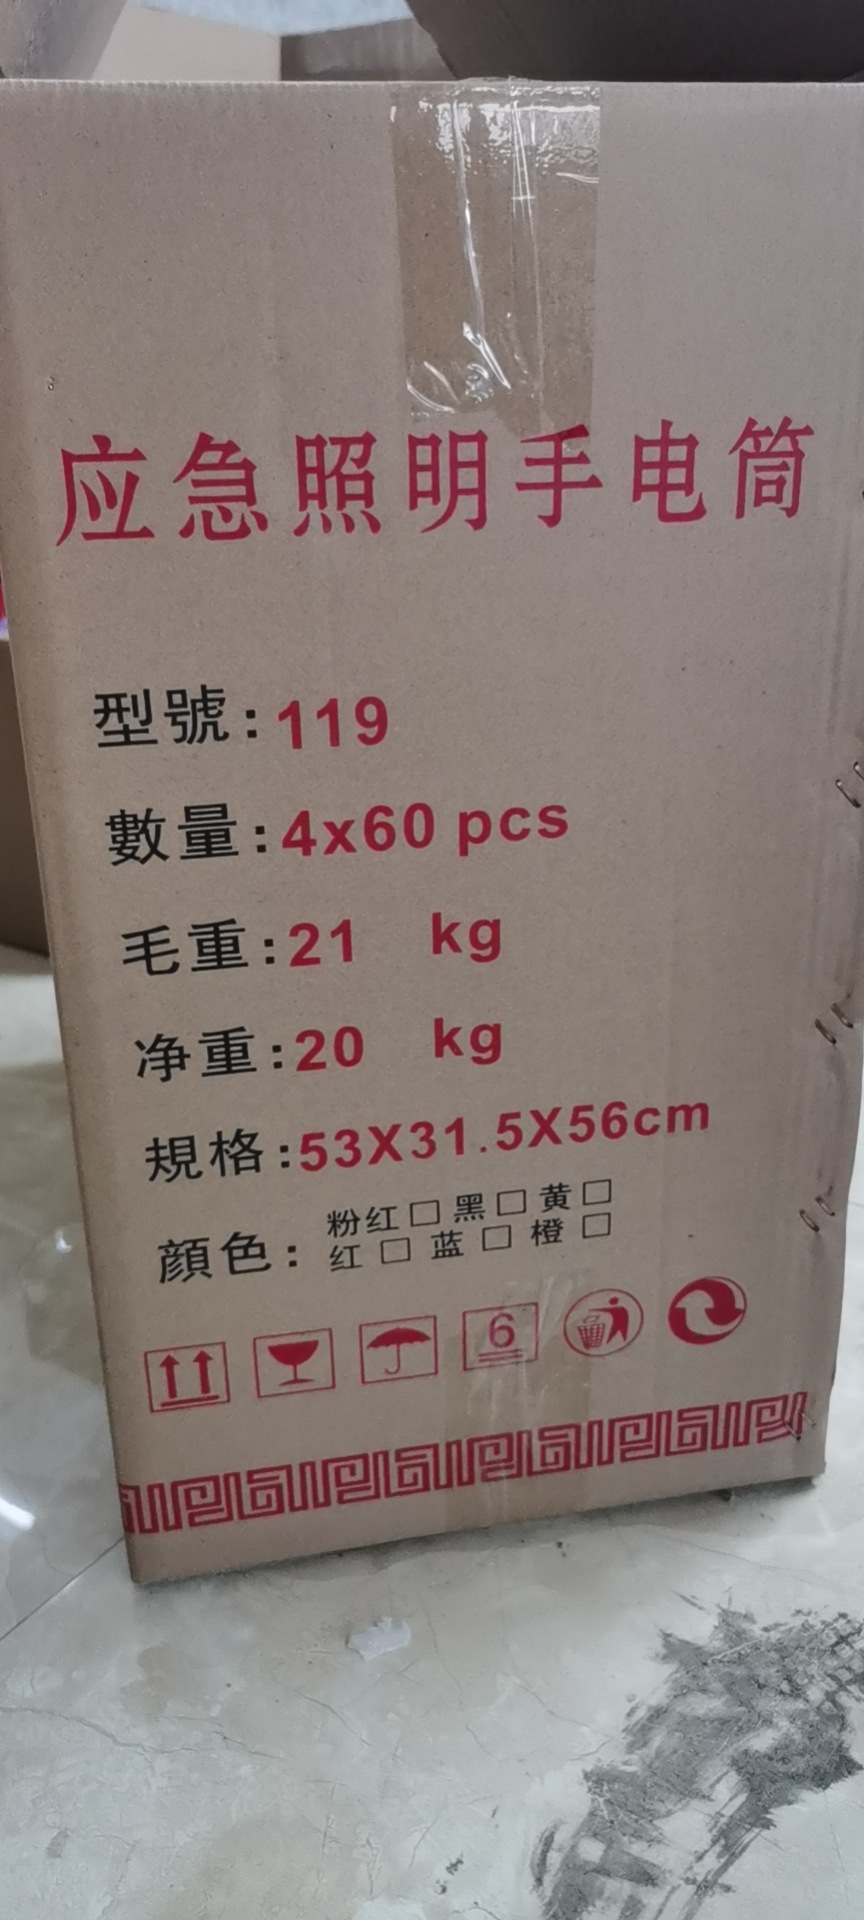 应急照明手电筒
型號:119
數量:4x60 pcs
毛重:21 kg
净重:20 kg
規格:53X31.5X56cm
顔色:
粉红□ 黑□ 黄□
红□ 蓝□ 橙□
6